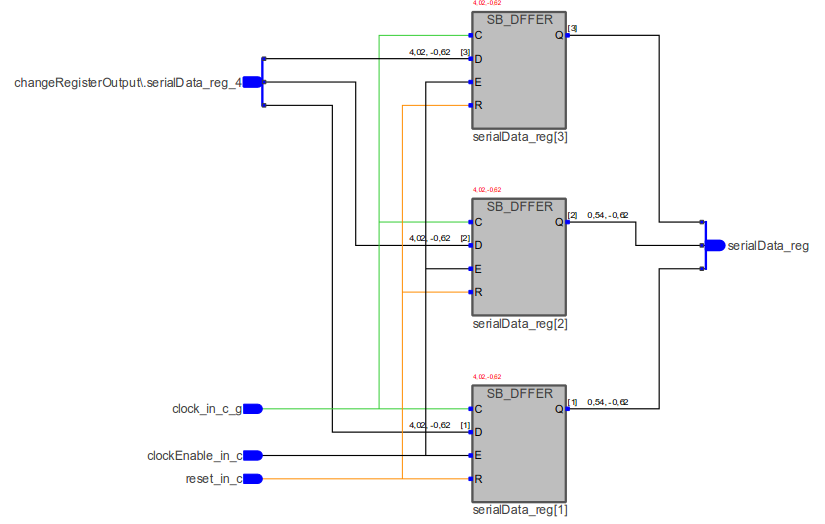 4,02,-0,62
SB_DFFER
C
Q
[3]
4,02, -0,62
[3]
D
changeRegisterOutput\.serialData_reg_4
E
R
serialData_reg[3]
4,02,-0,62
SB_DFFER
C
Q
[2]
0,54, -0,62
4,02, -0,62
[2]
D
serialData_reg
E
R
serialData_reg[2]
4,02,-0,62
SB_DFFER
clock_in_c_g
C
Q
[1]
0,54, -0,62
4,02, -0,62
[1]
D
clockEnable_in_c
E
reset_in_c
R
serialData_reg[1]